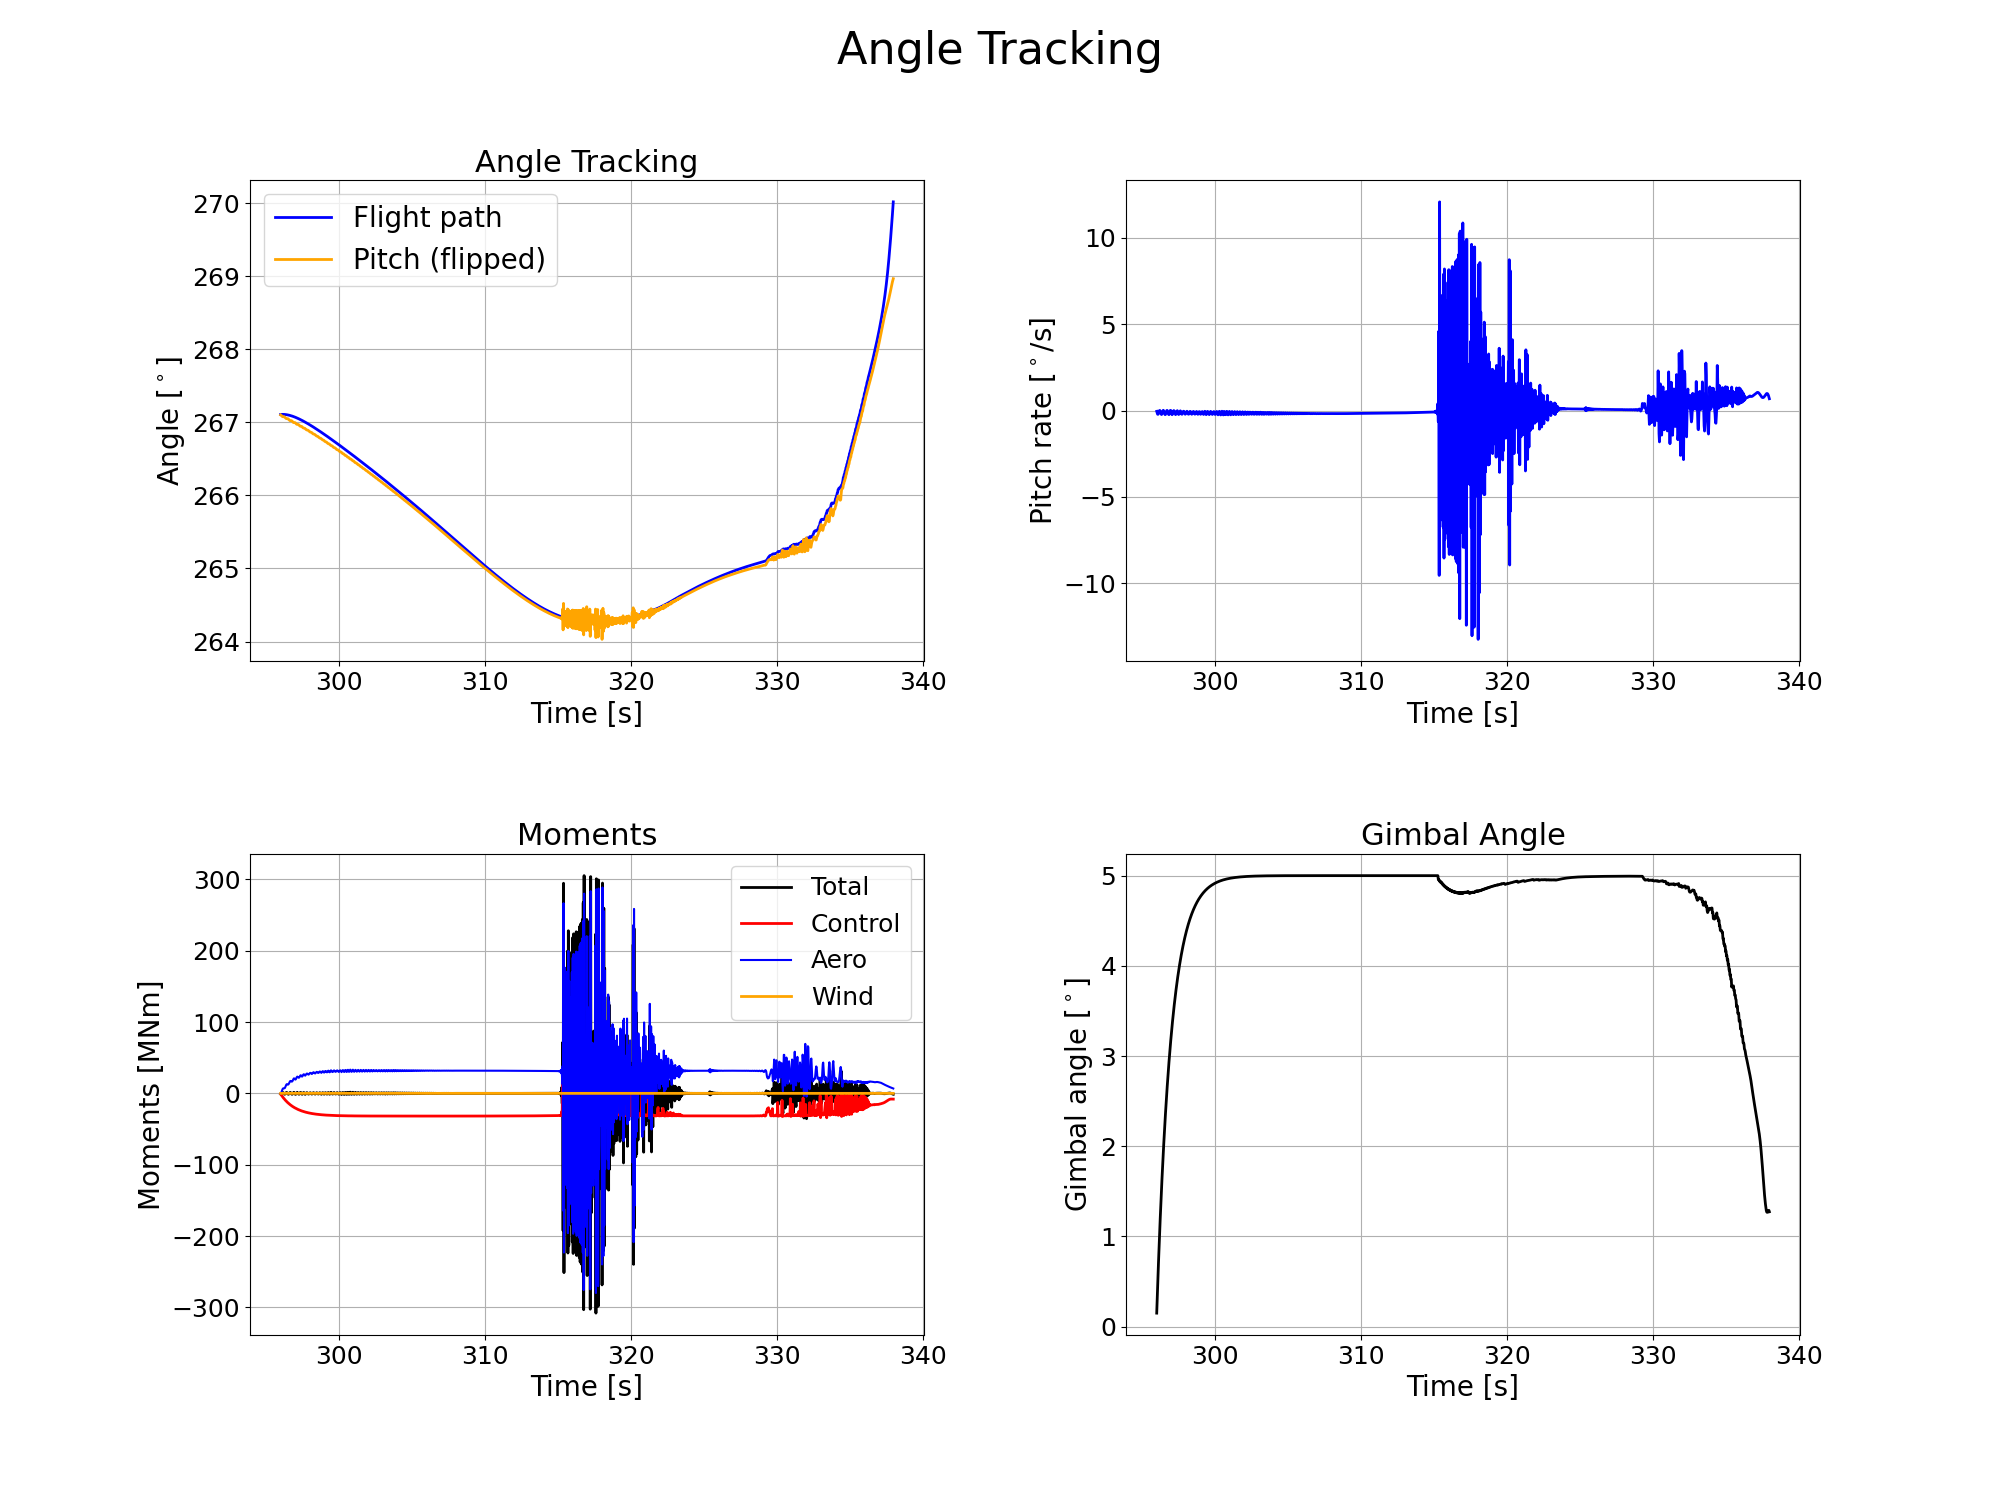 Angle Tracking
Angle Tracking
Flight path
Pitch (flipped)
Angle [°]
270
269
268
267
266
265
264
300 310 320 330 340
Time [s]
Pitch rate [°/s]
10
5
0
−5
−10
300 310 320 330 340
Time [s]
Moments
Total
Control
Aero
Wind
Moments [MNm]
300
200
100
0
−100
−200
−300
300 310 320 330 340
Time [s]
Gimbal Angle
Gimbal angle [°]
5
4
3
2
1
0
300 310 320 330 340
Time [s]